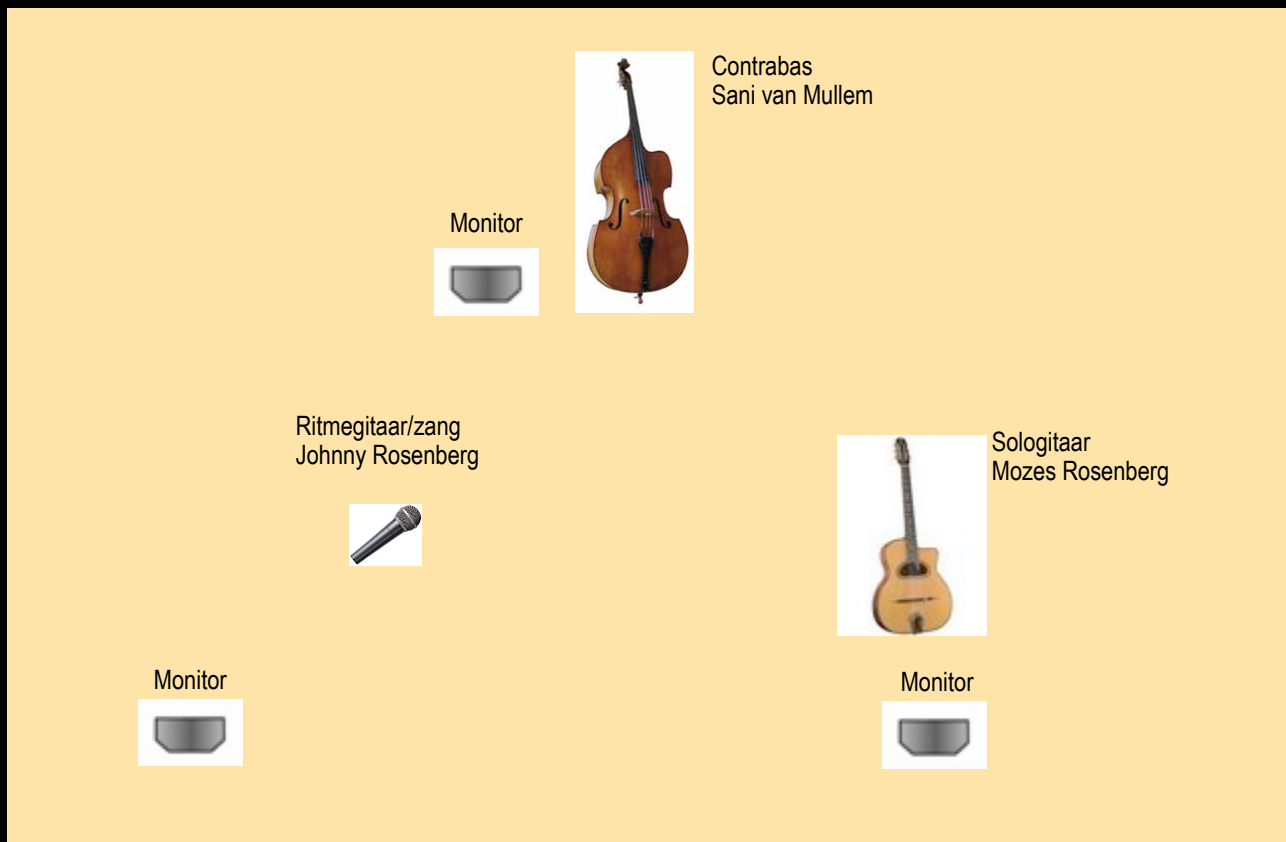 Contrabas
Sani van Mullem
Monitor
Ritmegitaar/zang
Johnny Rosenberg
Sologitaar
Mozes Rosenberg
Monitor
Monitor